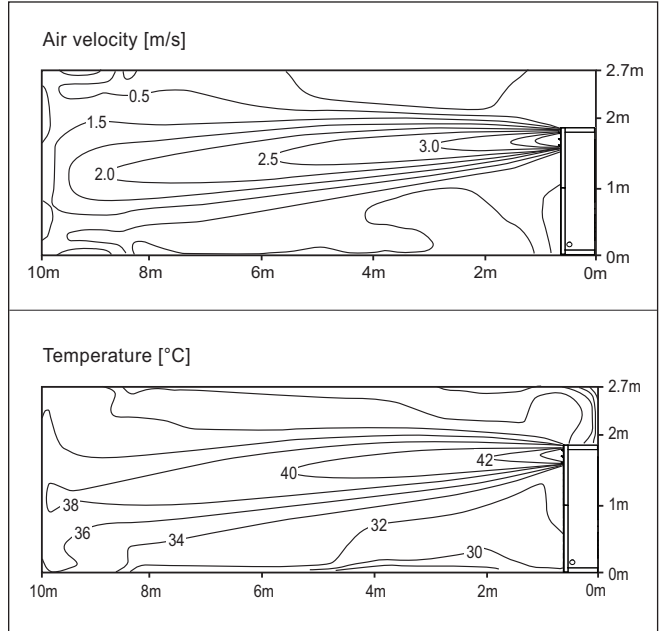 Air velocity [m/s]
2.7m
0.5
2m
1.5
3.0
2.5
2.0
1m
0m
10m 8m 6m 4m 2m 0m
Temperature [°C]
2.7m
2m
42
40
38
1m
32
36
34
30
0m
10m 8m 6m 4m 2m 0m